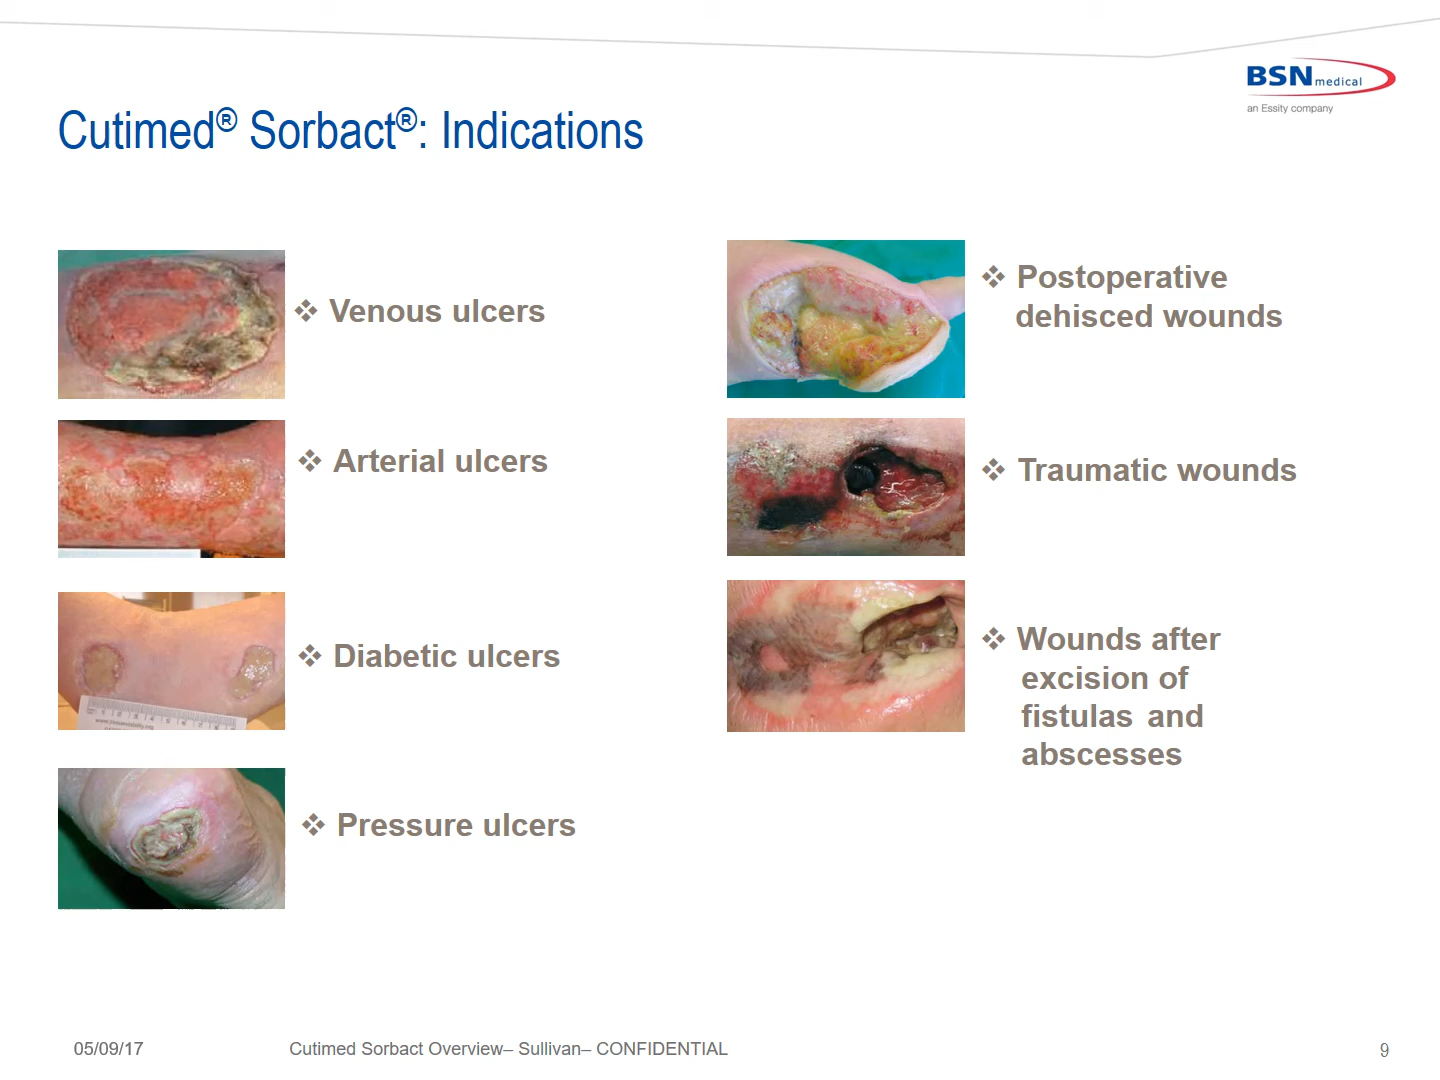 BSN medical
an Essity company
Cutimed® Sorbact®: Indications
❖ Venous ulcers
❖ Arterial ulcers
❖ Diabetic ulcers
❖ Pressure ulcers
❖ Postoperative
dehisced wounds
❖ Traumatic wounds
❖ Wounds after
excision of
fistulas and
abscesses
05/09/17
Cutimed Sorbact Overview– Sullivan– CONFIDENTIAL
9